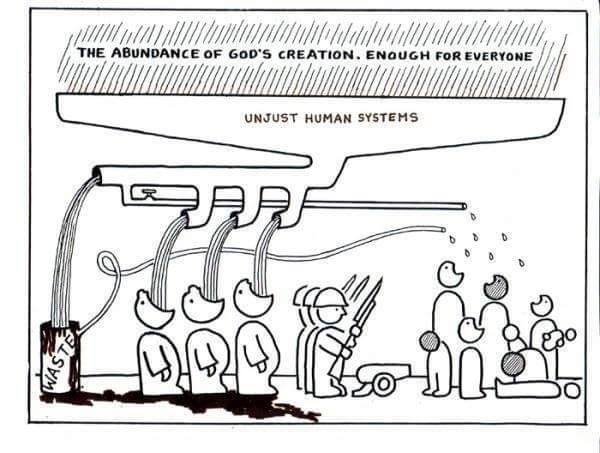 THE ABUNDANCE OF GOD'S CREATION. ENOUGH FOR EVERYONE
UNJUST HUMAN SYSTEMS
WASTE